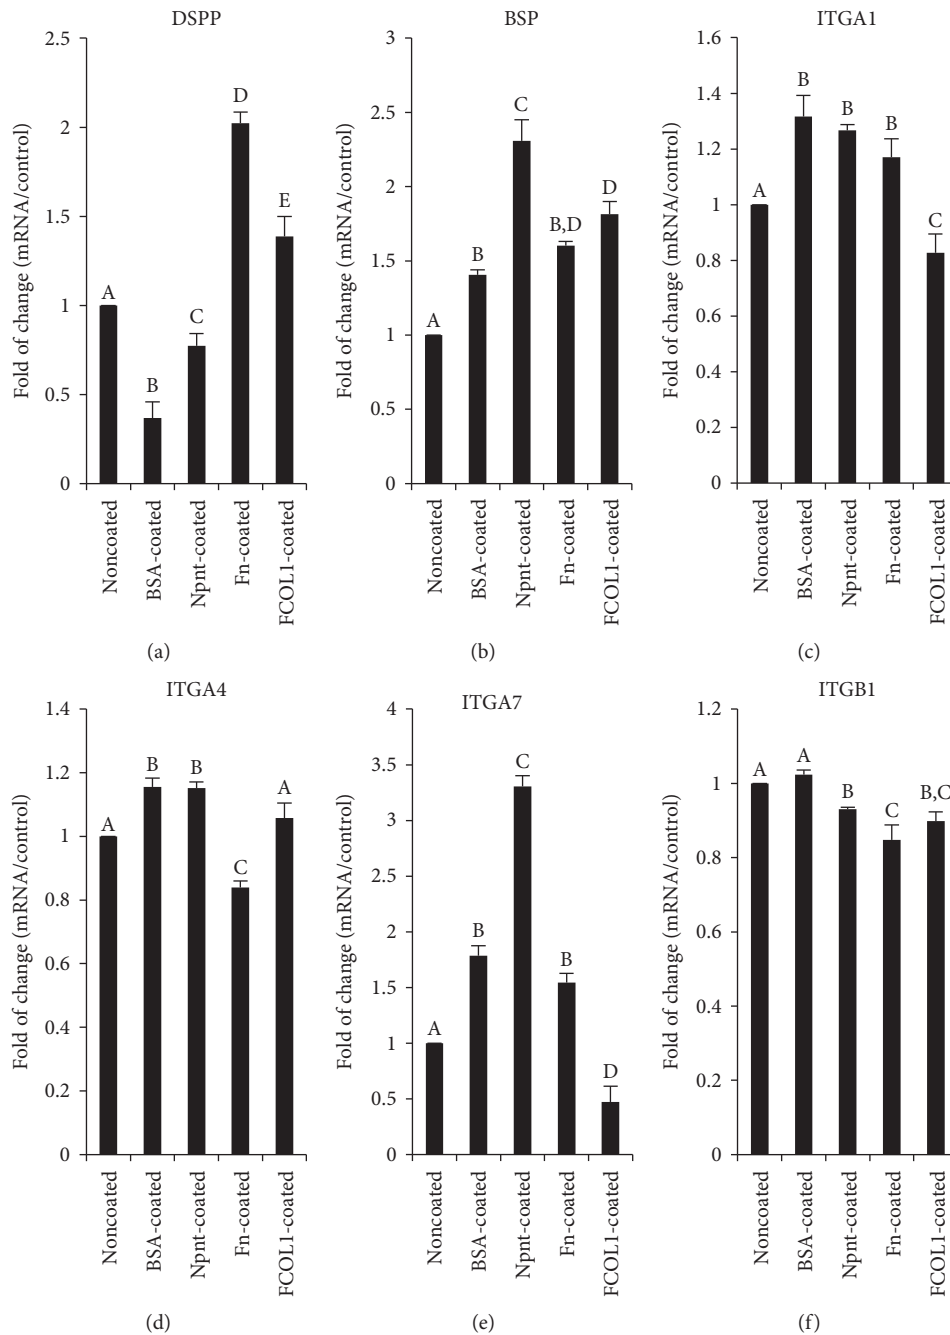 DSPP
Fold of change (mRNA/control)
2.5
2
1.5
1
0.5
0
A
B
C
D
E
Noncoated
BSA-coated
Npnt-coated
Fn-coated
FCOL1-coated
(a)
BSP
Fold of change (mRNA/control)
3
2.5
2
1.5
1
0.5
0
A
B
C
B,D
D
Noncoated
BSA-coated
Npnt-coated
Fn-coated
FCOL1-coated
(b)
ITGA1
Fold of change (mRNA/control)
1.6
1.4
1.2
1
0.8
0.6
0.4
0.2
0
A
B
B
B
C
Noncoated
BSA-coated
Npnt-coated
Fn-coated
FCOL1-coated
(c)
ITGA4
Fold of change (mRNA/control)
1.4
1.2
1
0.8
0.6
0.4
0.2
0
A
B
B
C
A
Noncoated
BSA-coated
Npnt-coated
Fn-coated
FCOL1-coated
(d)
ITGA7
Fold of change (mRNA/control)
4
3.5
3
2.5
2
1.5
1
0.5
0
A
B
C
B
D
Noncoated
BSA-coated
Npnt-coated
Fn-coated
FCOL1-coated
(e)
ITGB1
Fold of change (mRNA/control)
1.2
1
0.8
0.6
0.4
0.2
0
A
A
B
C
B,C
Noncoated
BSA-coated
Npnt-coated
Fn-coated
FCOL1-coated
(f)